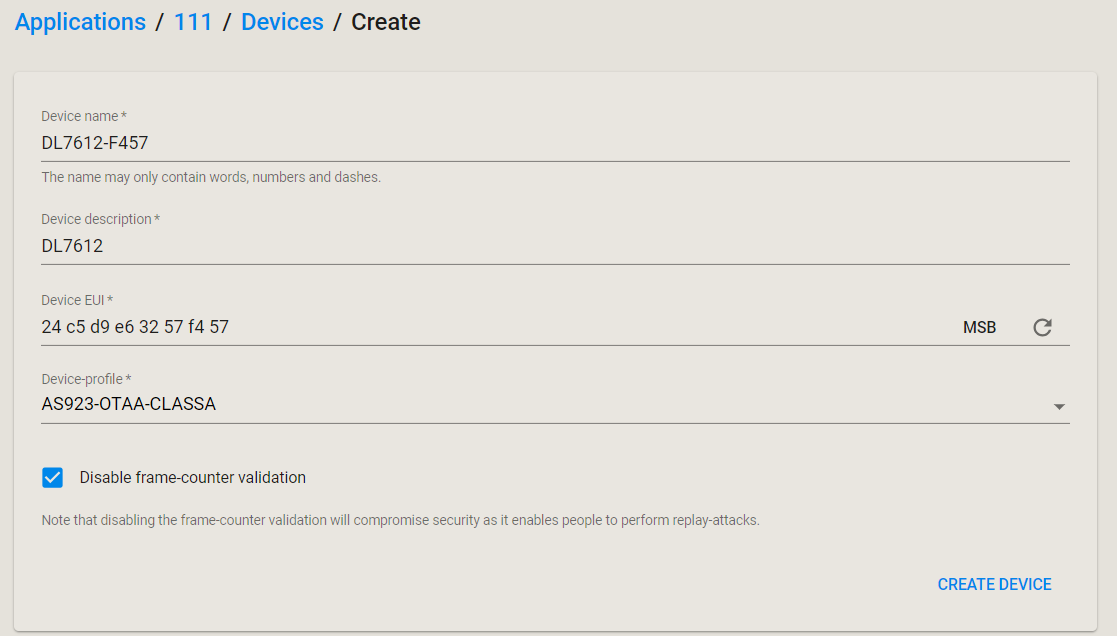 Applications / 111 / Devices / Create
Device name *
DL7612-F457
The name may only contain words, numbers and dashes.
Device description *
DL7612
Device EUI *
24 c5 d9 e6 32 57 f4 57 MSB
Device-profile *
AS923-OTAA-CLASSA
Disable frame-counter validation
Note that disabling the frame-counter validation will compromise security as it enables people to perform replay-attacks.
CREATE DEVICE